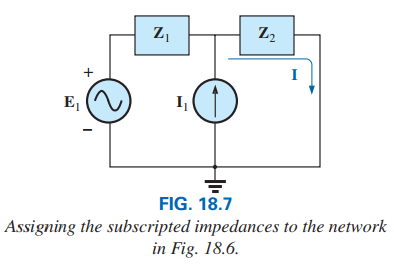 Z₁
Z₂
I
+
E₁
I₁
−
FIG. 18.7
Assigning the subscripted impedances to the network
in Fig. 18.6.